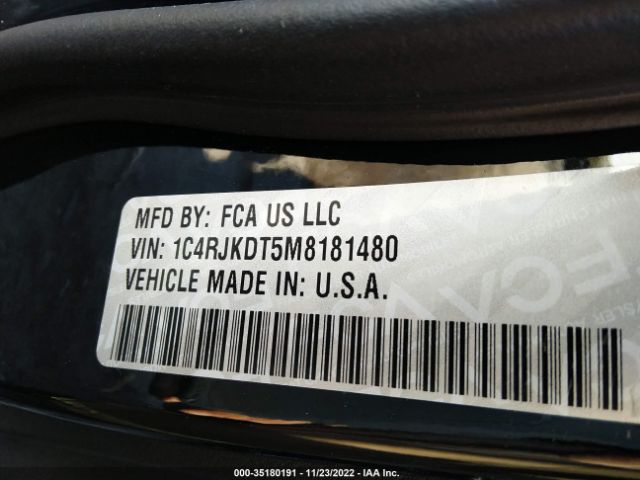 MFD BY: FCA US LLC
VIN: 1C4RJKDT5M8181480
VEHICLE MADE IN: U.S.A.
000-35180191 - 11/23/2022 - IAA Inc.